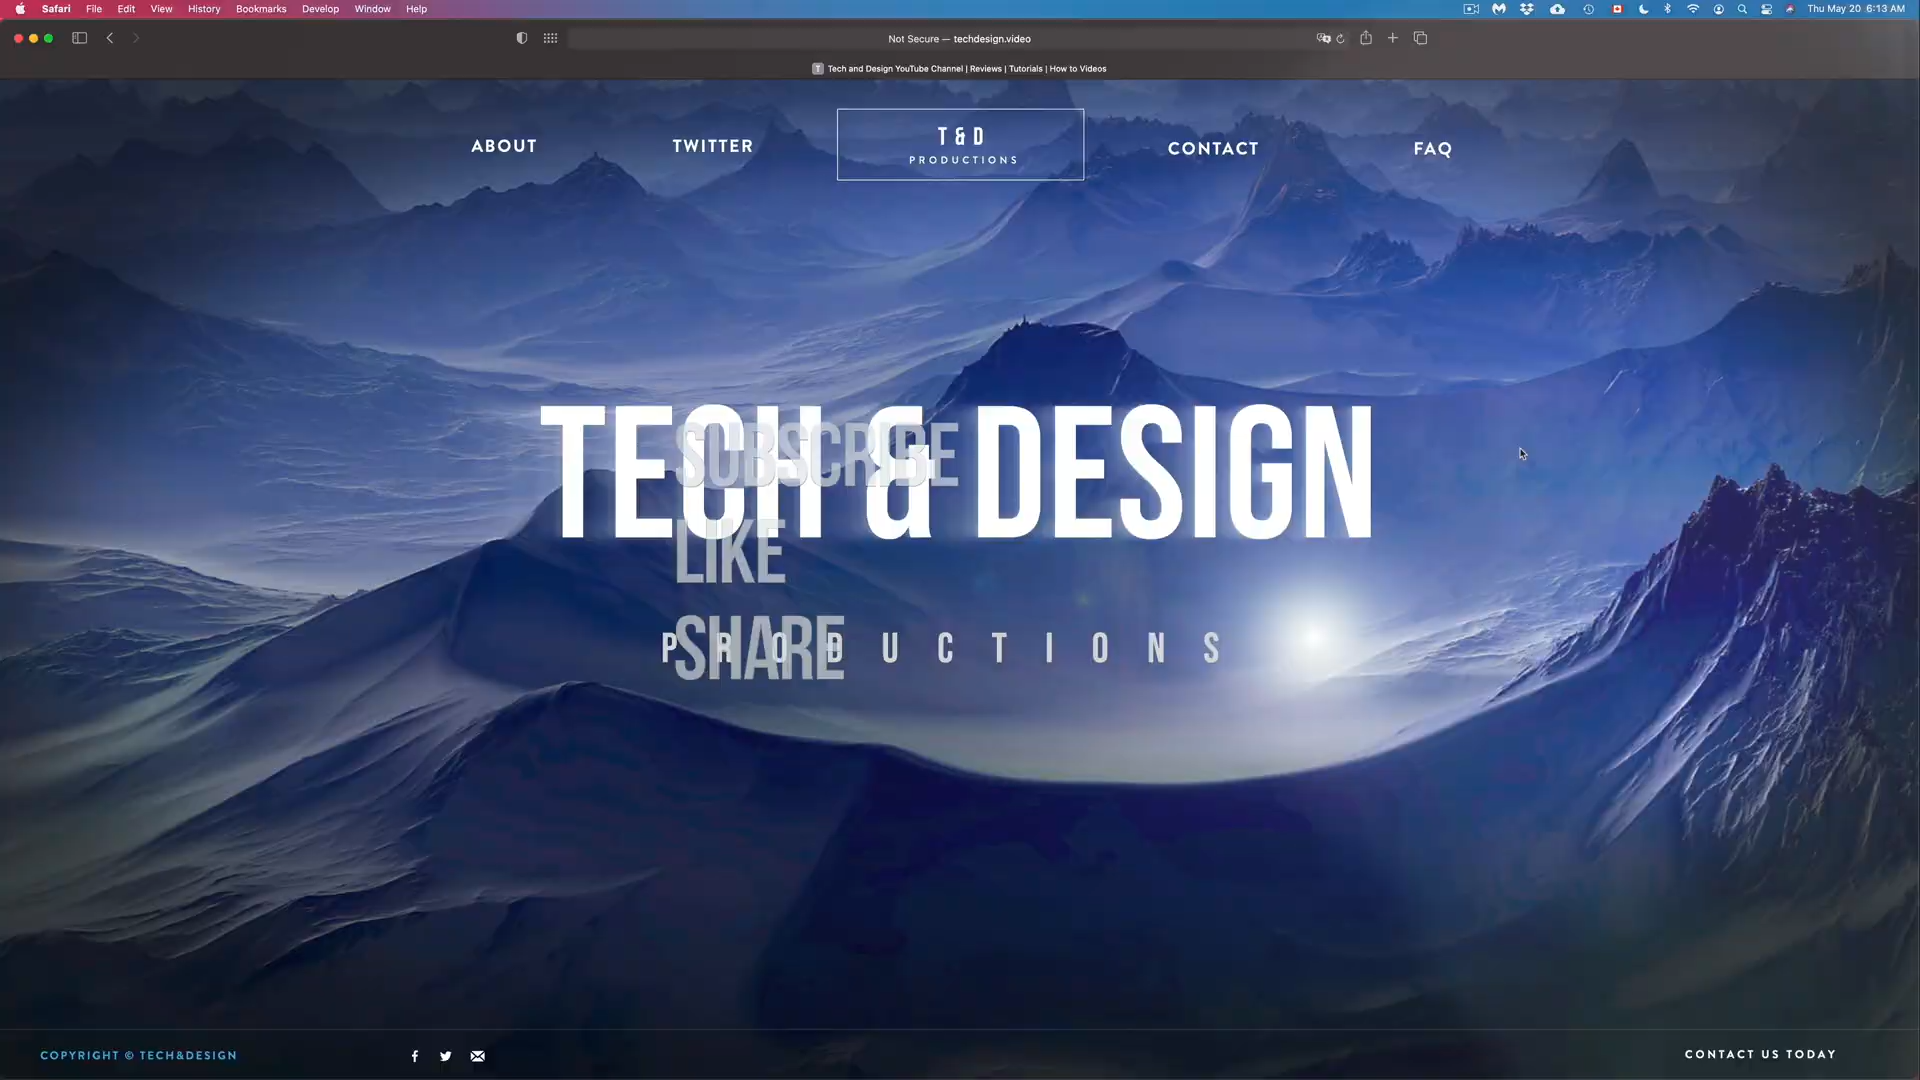 Safari File Edit View History Bookmarks Develop Window Help Thu May 20 6:13 AM
Not Secure — techdesign.video
T Tech and Design YouTube Channel | Reviews | Tutorials | How to Videos
ABOUT TWITTER T & D CONTACT FAQ
PRODUCTIONS
TECH & DESIGN
SUBSCRIBE
LIKE
SHARE
PRODUCTIONS
COPYRIGHT © TECH&DESIGN CONTACT US TODAY